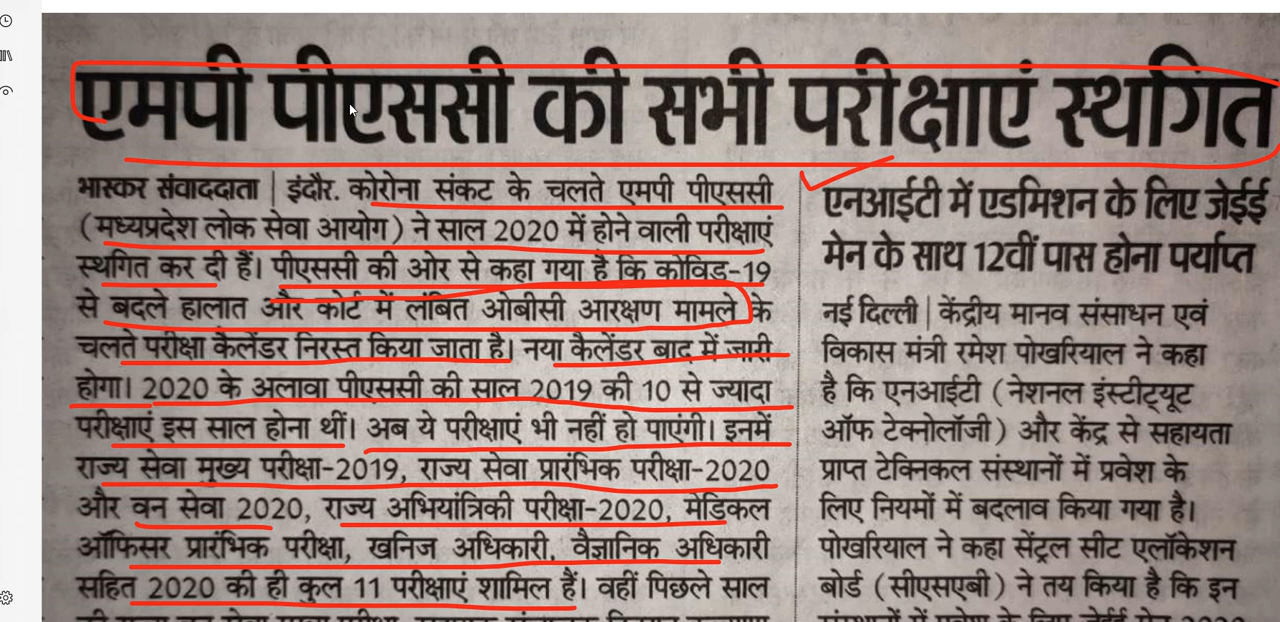 एमपी पीएससी की सभी परीक्षाएं स्थगित
भास्कर संवाददाता | इंदौर. कोरोना संकट के चलते एमपी पीएससी
(मध्यप्रदेश लोक सेवा आयोग) ने साल 2020 में होने वाली परीक्षाएं
स्थगित कर दी हैं। पीएससी की ओर से कहा गया है कि कोविड-19
से बदले हालात और कोर्ट में लंबित ओबीसी आरक्षण मामले के
चलते परीक्षा कैलेंडर निरस्त किया जाता है। नया कैलेंडर बाद में जारी
होगा। 2020 के अलावा पीएससी की साल 2019 की 10 से ज्यादा
परीक्षाएं इस साल होना थीं। अब ये परीक्षाएं भी नहीं हो पाएंगी। इनमें
राज्य सेवा मुख्य परीक्षा-2019, राज्य सेवा प्रारंभिक परीक्षा-2020
और वन सेवा 2020, राज्य अभियांत्रिकी परीक्षा-2020, मेडिकल
ऑफिसर प्रारंभिक परीक्षा, खनिज अधिकारी, वैज्ञानिक अधिकारी
सहित 2020 की ही कुल 11 परीक्षाएं शामिल हैं। वहीं पिछले साल
एनआईटी में एडमिशन के लिए जेईई
मेन के साथ 12वीं पास होना पर्याप्त
नई दिल्ली | केंद्रीय मानव संसाधन एवं
विकास मंत्री रमेश पोखरियाल ने कहा
है कि एनआईटी (नेशनल इंस्टीट्यूट
ऑफ टेक्नोलॉजी) और केंद्र से सहायता
प्राप्त टेक्निकल संस्थानों में प्रवेश के
लिए नियमों में बदलाव किया गया है।
पोखरियाल ने कहा सेंट्रल सीट एलॉकेशन
बोर्ड (सीएसएबी) ने तय किया है कि इन